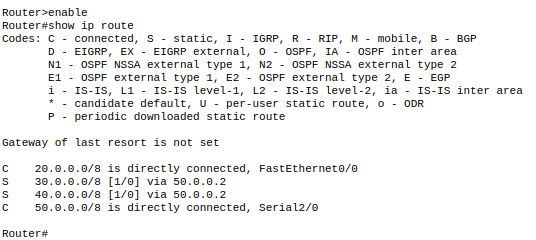 Router>enable
Router#show ip route
Codes: C - connected, S - static, I - IGRP, R - RIP, M - mobile, B - BGP
       D - EIGRP, EX - EIGRP external, O - OSPF, IA - OSPF inter area
       N1 - OSPF NSSA external type 1, N2 - OSPF NSSA external type 2
       E1 - OSPF external type 1, E2 - OSPF external type 2, E - EGP
       i - IS-IS, L1 - IS-IS level-1, L2 - IS-IS level-2, ia - IS-IS inter area
       * - candidate default, U - per-user static route, o - ODR
       P - periodic downloaded static route

Gateway of last resort is not set

C    20.0.0.0/8 is directly connected, FastEthernet0/0
S    30.0.0.0/8 [1/0] via 50.0.0.2
S    40.0.0.0/8 [1/0] via 50.0.0.2
C    50.0.0.0/8 is directly connected, Serial2/0

Router#